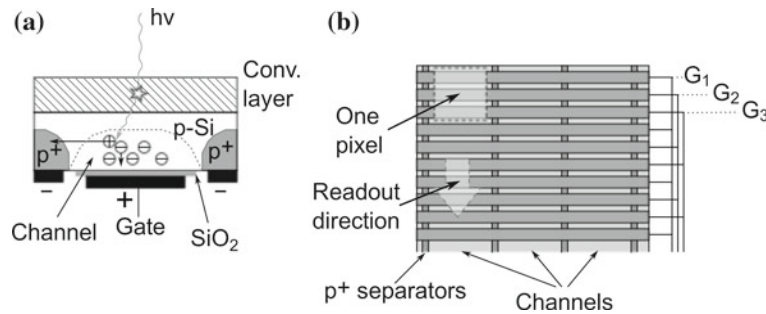 (a)
hν
Conv.
layer
p-Si
p+
p+
−
+
−
Channel
Gate
SiO2
(b)
G1
G2
G3
One
pixel
Readout
direction
p+ separators
Channels